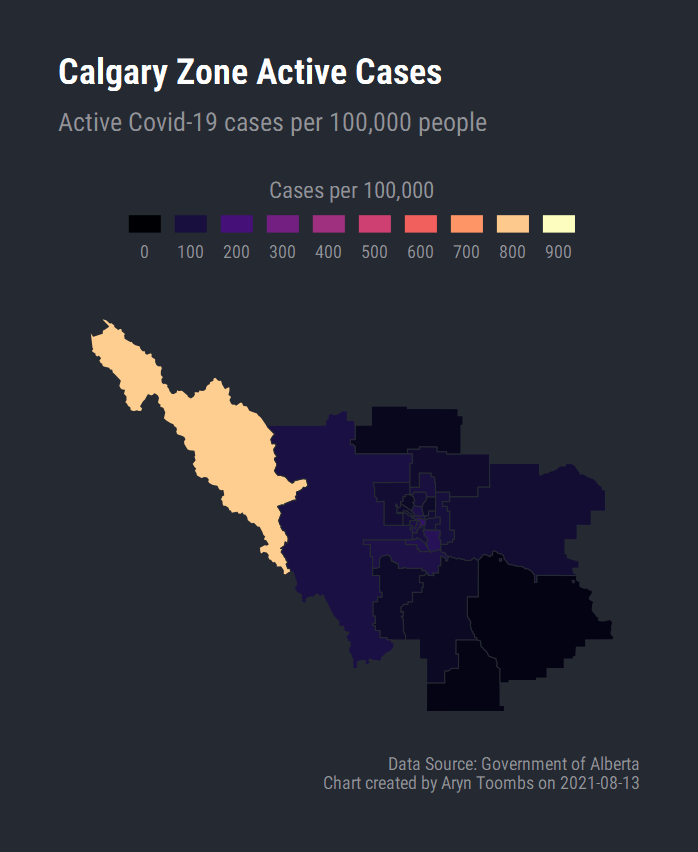 Calgary Zone Active Cases
Active Covid-19 cases per 100,000 people
Cases per 100,000
0 100 200 300 400 500 600 700 800 900
Data Source: Government of Alberta
Chart created by Aryn Toombs on 2021-08-13